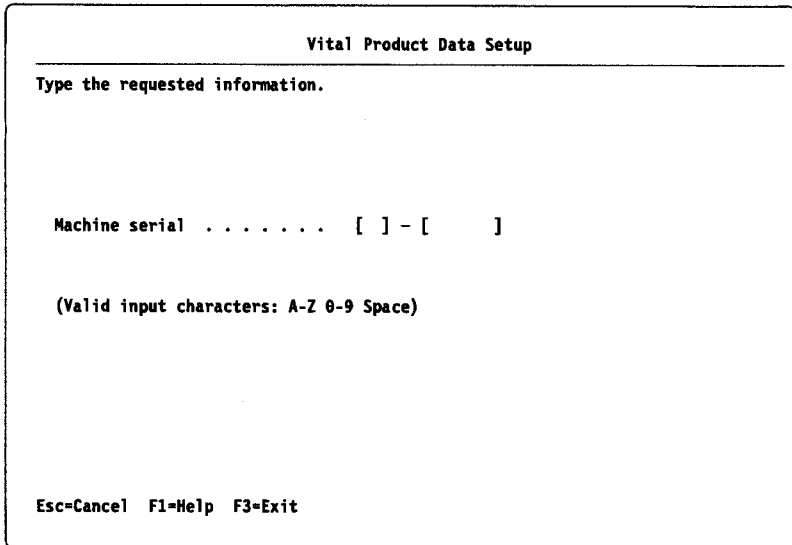 Vital Product Data Setup
Type the requested information.
Machine serial . . . . . . . [ ] - [ ]
(Valid input characters: A-Z 0-9 Space)
Esc=Cancel F1=Help F3=Exit